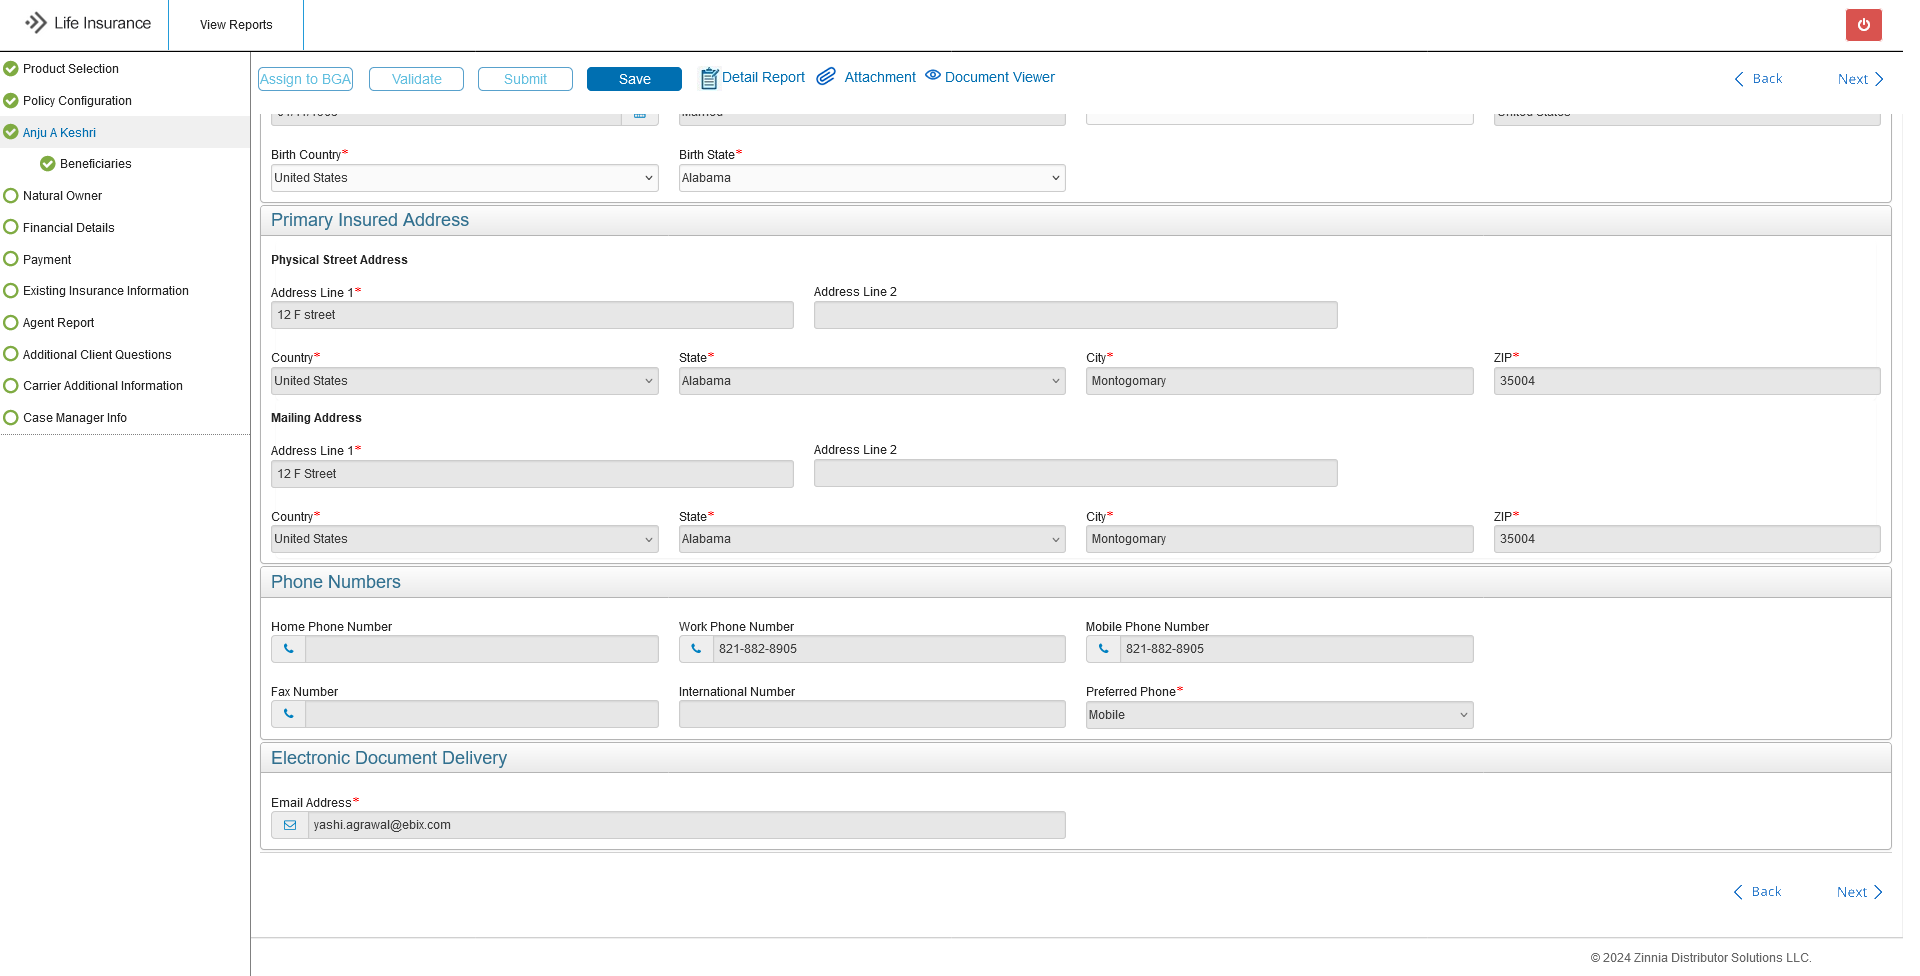 Life Insurance
View Reports
Product Selection
Policy Configuration
Anju A Keshri
Beneficiaries
Natural Owner
Financial Details
Payment
Existing Insurance Information
Agent Report
Additional Client Questions
Carrier Additional Information
Case Manager Info
Assign to BGA Validate Submit Save Detail Report Attachment Document Viewer Back Next
Married United States
Birth Country* Birth State*
United States Alabama
Primary Insured Address
Physical Street Address
Address Line 1* Address Line 2
12 F street
Country* State* City* ZIP*
United States Alabama Montogomary 35004
Mailing Address
Address Line 1* Address Line 2
12 F Street
Country* State* City* ZIP*
United States Alabama Montogomary 35004
Phone Numbers
Home Phone Number Work Phone Number Mobile Phone Number
821-882-8905 821-882-8905
Fax Number International Number Preferred Phone*
Mobile
Electronic Document Delivery
Email Address*
yashi.agrawal@ebix.com
Back Next
© 2024 Zinnia Distributor Solutions LLC.